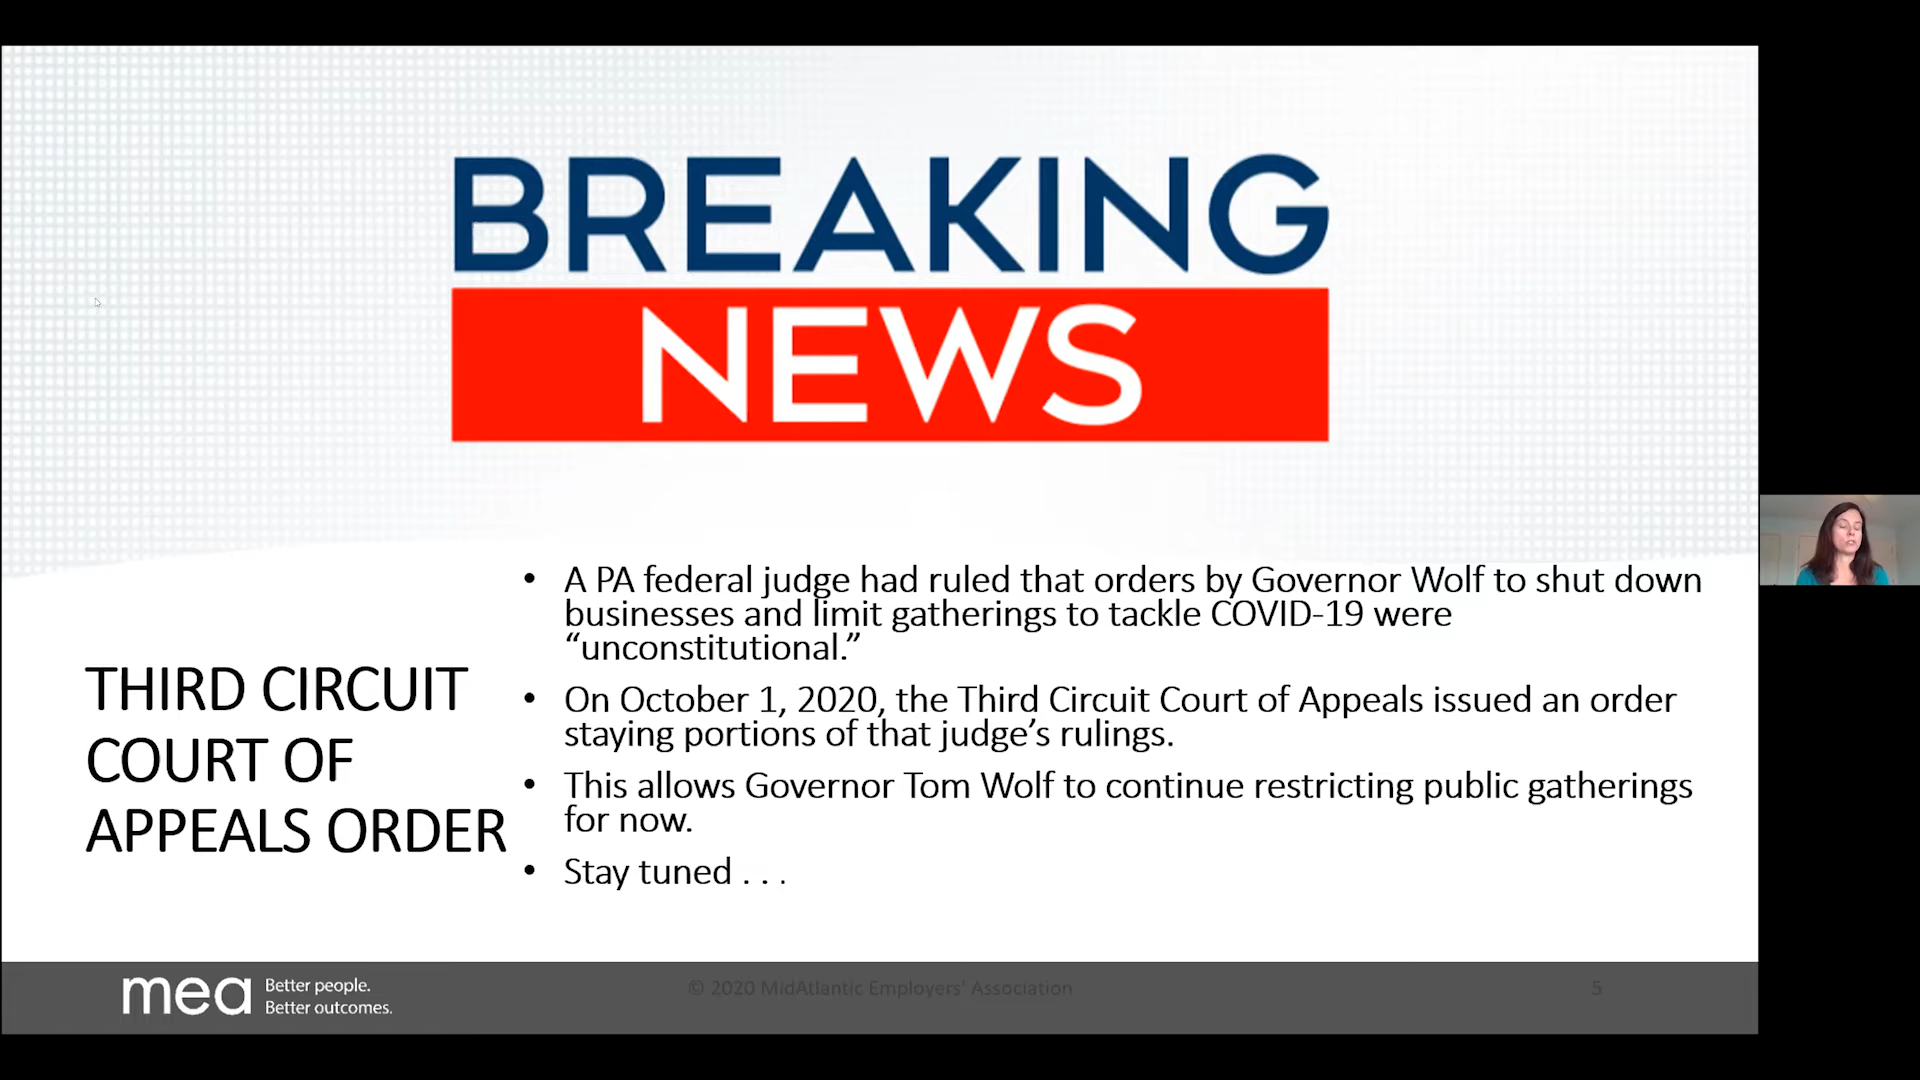 BREAKING
NEWS
THIRD CIRCUIT
COURT OF
APPEALS ORDER
• A PA federal judge had ruled that orders by Governor Wolf to shut down
businesses and limit gatherings to tackle COVID-19 were
“unconstitutional.”
• On October 1, 2020, the Third Circuit Court of Appeals issued an order
staying portions of that judge’s rulings.
• This allows Governor Tom Wolf to continue restricting public gatherings
for now.
• Stay tuned . . .
mea
Better people.
Better outcomes.
© 2020 MidAtlantic Employers' Association
5